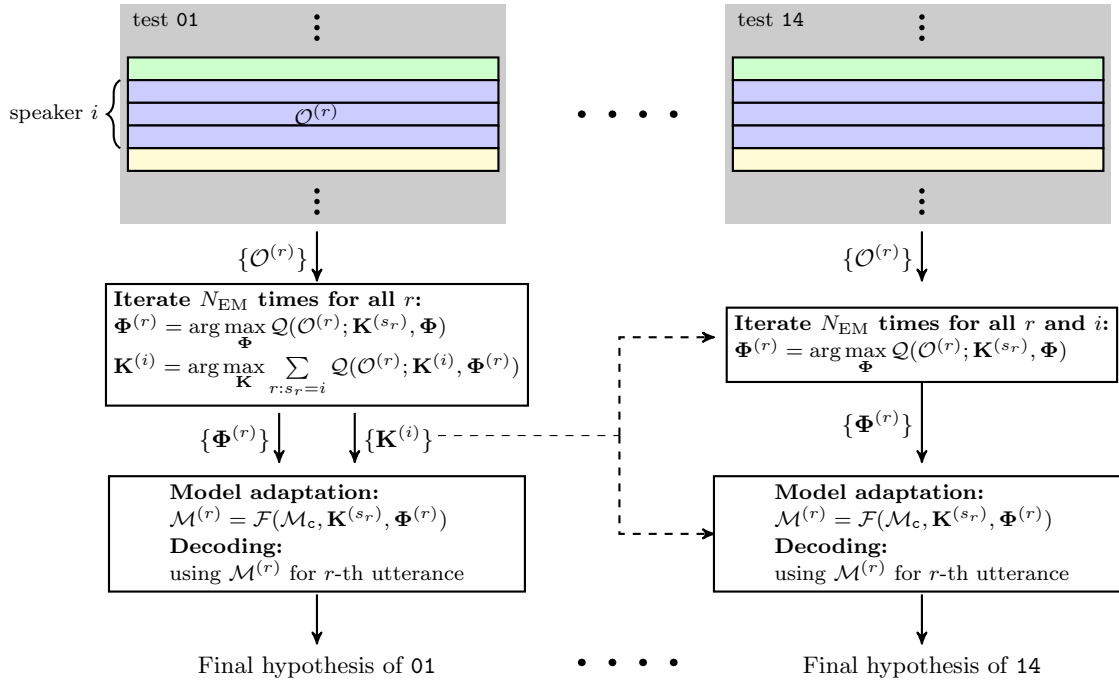 test 01
speaker i
𝒪^(r)
{𝒪^(r)}
Iterate N_EM times for all r:
Φ^(r) = arg max_Φ 𝒬(𝒪^(r); K^(s_r), Φ)
K^(i) = arg max_K ∑_{r:s_r=i} 𝒬(𝒪^(r); K^(i), Φ^(r))
{Φ^(r)} {K^(i)}
Model adaptation:
ℳ^(r) = ℱ(ℳ_c, K^(s_r), Φ^(r))
Decoding:
using ℳ^(r) for r-th utterance
Final hypothesis of 01
test 14
{𝒪^(r)}
Iterate N_EM times for all r and i:
Φ^(r) = arg max_Φ 𝒬(𝒪^(r); K^(s_r), Φ)
{Φ^(r)}
Model adaptation:
ℳ^(r) = ℱ(ℳ_c, K^(s_r), Φ^(r))
Decoding:
using ℳ^(r) for r-th utterance
Final hypothesis of 14